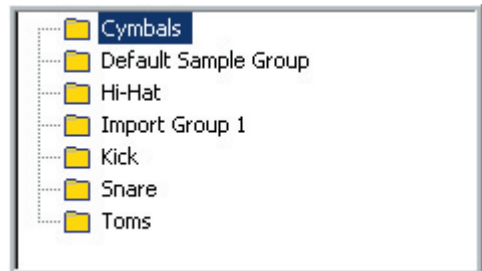 Cymbals
Default Sample Group
Hi-Hat
Import Group 1
Kick
Snare
Toms